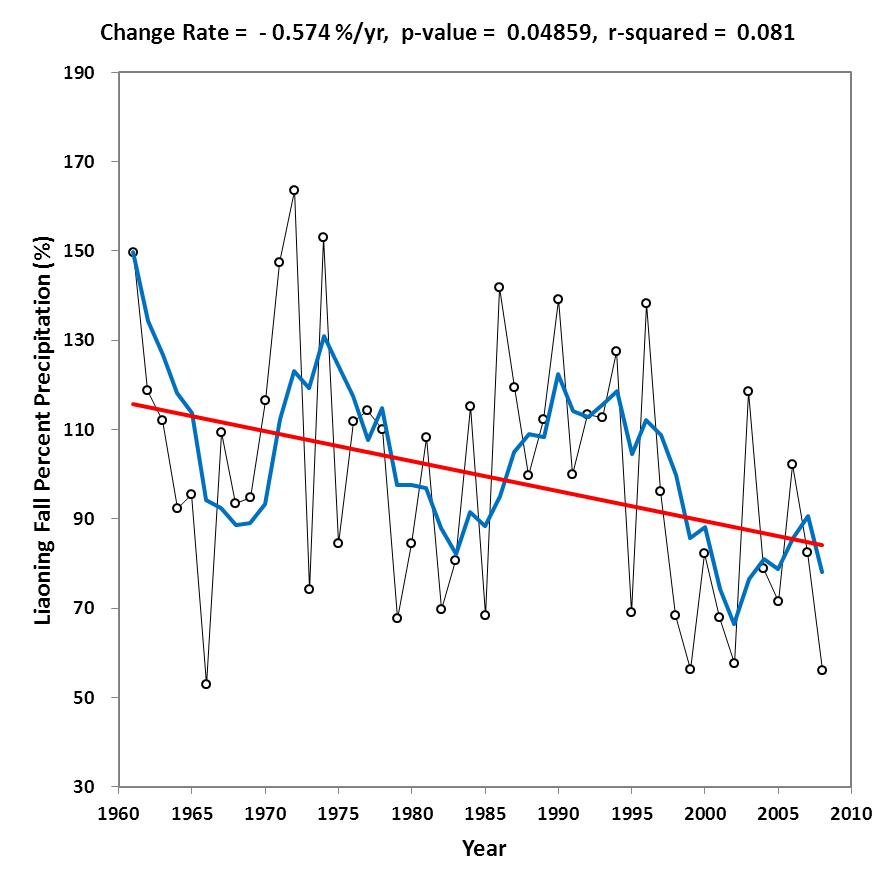 Change Rate = - 0.574 %/yr, p-value = 0.04859, r-squared = 0.081
Liaoning Fall Percent Precipitation (%)
190
170
150
130
110
90
70
50
30
1960 1965 1970 1975 1980 1985 1990 1995 2000 2005 2010
Year